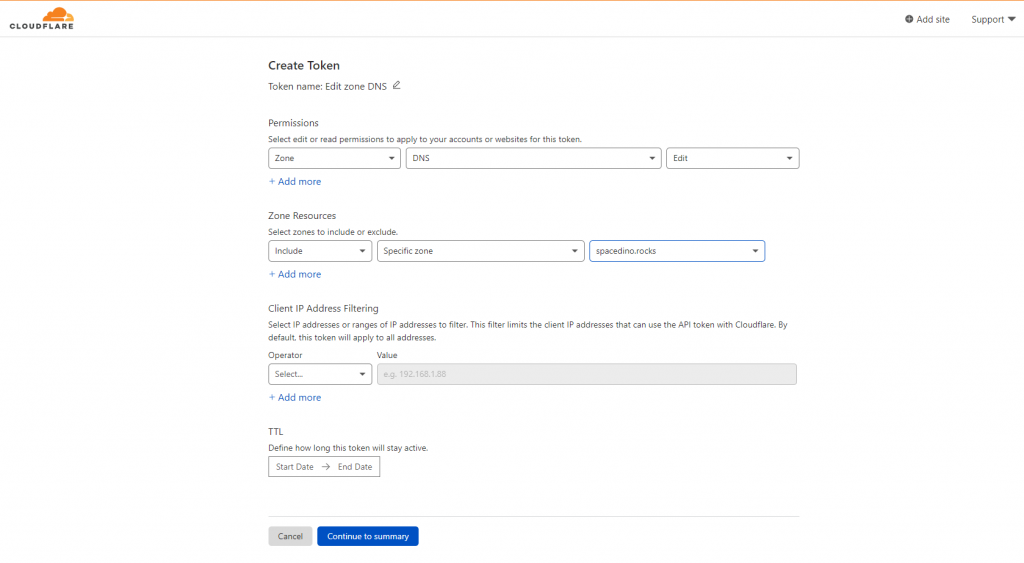 CLOUDFLARE
Add site
Support
Create Token
Token name: Edit zone DNS
Permissions
Select edit or read permissions to apply to your accounts or websites for this token.
Zone
DNS
Edit
+ Add more
Zone Resources
Select zones to include or exclude.
Include
Specific zone
spacedino.rocks
+ Add more
Client IP Address Filtering
Select IP addresses or ranges of IP addresses to filter. This filter limits the client IP addresses that can use the API token with Cloudflare. By
default, this token will apply to all addresses.
Operator
Value
Select...
e.g. 192.168.1.88
+ Add more
TTL
Define how long this token will stay active.
Start Date → End Date
Cancel
Continue to summary